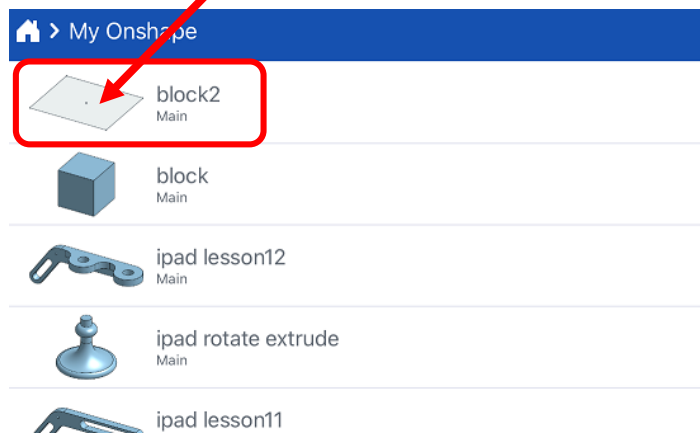 My Onshape
block2
Main
block
Main
ipad lesson12
Main
ipad rotate extrude
Main
ipad lesson11